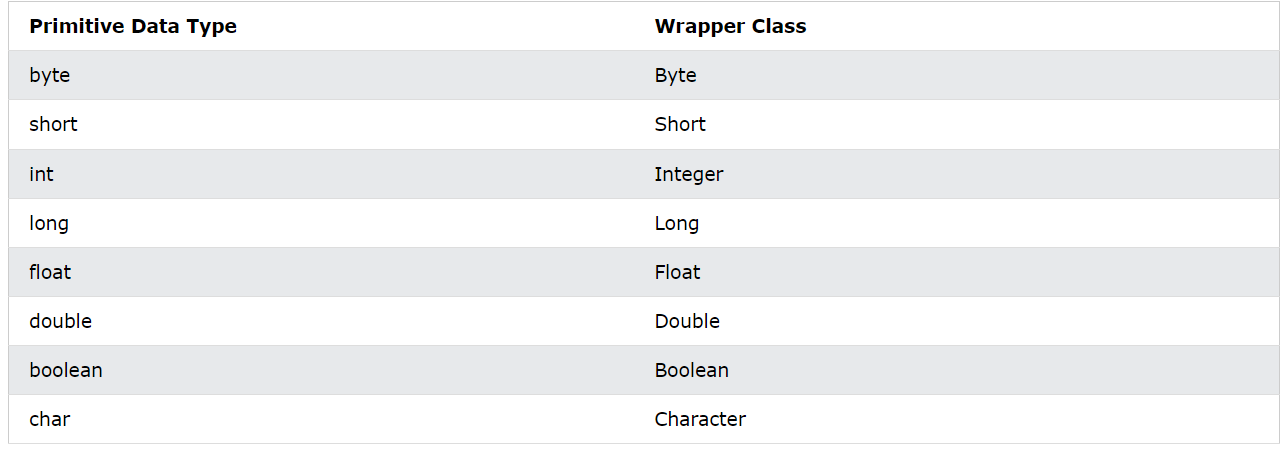 Primitive Data Type Wrapper Class
byte Byte
short Short
int Integer
long Long
float Float
double Double
boolean Boolean
char Character